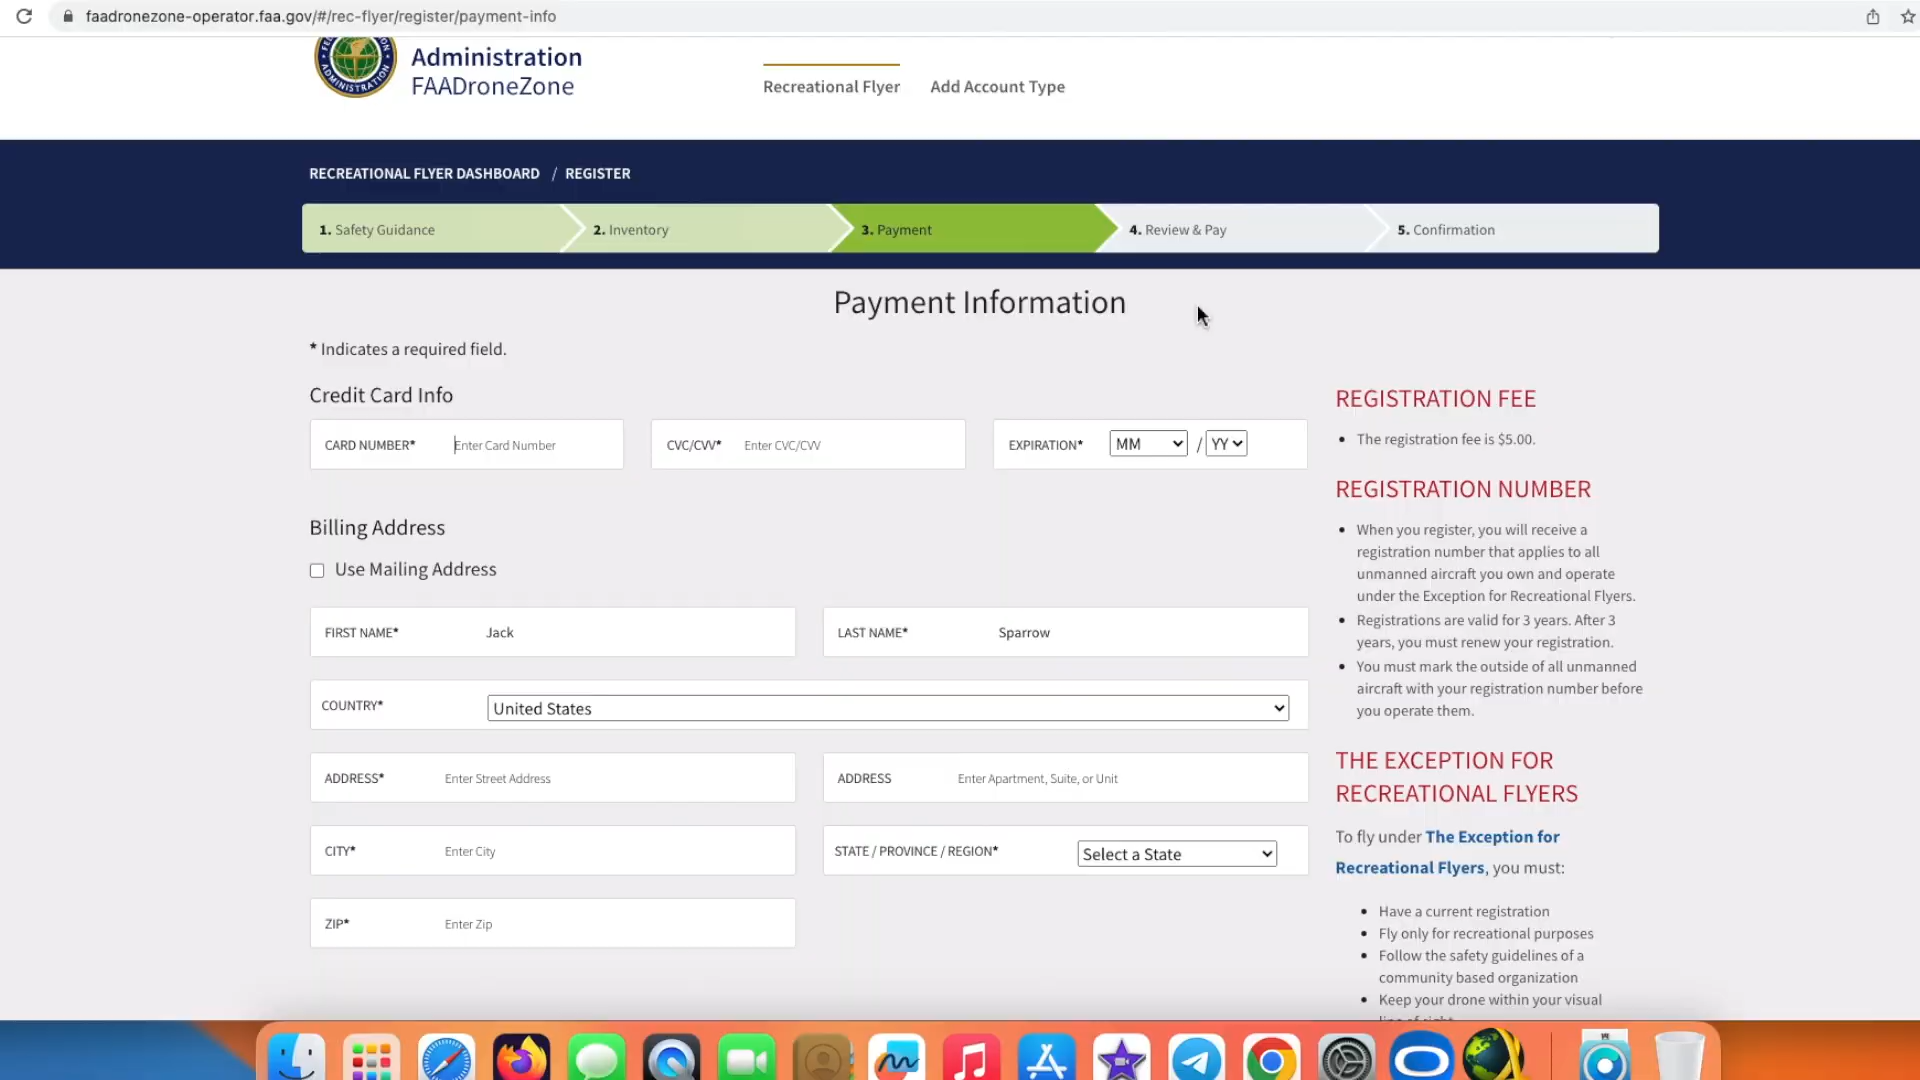 faadronezone-operator.faa.gov/#/rec-flyer/register/payment-info
Administration
FAADroneZone
Recreational Flyer
Add Account Type
RECREATIONAL FLYER DASHBOARD / REGISTER
1. Safety Guidance
2. Inventory
3. Payment
4. Review & Pay
5. Confirmation
Payment Information
* Indicates a required field.
Credit Card Info
CARD NUMBER* Enter Card Number
CVC/CVV* Enter CVC/CVV
EXPIRATION* MM / YY
Billing Address
Use Mailing Address
FIRST NAME* Jack
LAST NAME* Sparrow
COUNTRY* United States
ADDRESS* Enter Street Address
ADDRESS Enter Apartment, Suite, or Unit
CITY* Enter City
STATE / PROVINCE / REGION* Select a State
ZIP* Enter Zip
REGISTRATION FEE
• The registration fee is $5.00.
REGISTRATION NUMBER
• When you register, you will receive a
registration number that applies to all
unmanned aircraft you own and operate
under the Exception for Recreational Flyers.
• Registrations are valid for 3 years. After 3
years, you must renew your registration.
• You must mark the outside of all unmanned
aircraft with your registration number before
you operate them.
THE EXCEPTION FOR
RECREATIONAL FLYERS
To fly under The Exception for
Recreational Flyers, you must:
• Have a current registration
• Fly only for recreational purposes
• Follow the safety guidelines of a
community based organization
• Keep your drone within your visual
line of sight